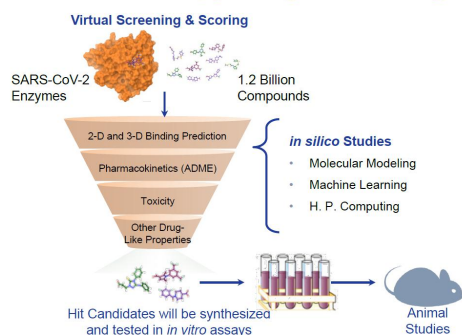 Virtual Screening & Scoring
SARS-CoV-2
Enzymes
1.2 Billion
Compounds
2-D and 3-D Binding Prediction
Pharmacokinetics (ADME)
Toxicity
Other Drug-
Like Properties
in silico Studies
• Molecular Modeling
• Machine Learning
• H. P. Computing
Hit Candidates will be synthesized
and tested in in vitro assays
Animal
Studies